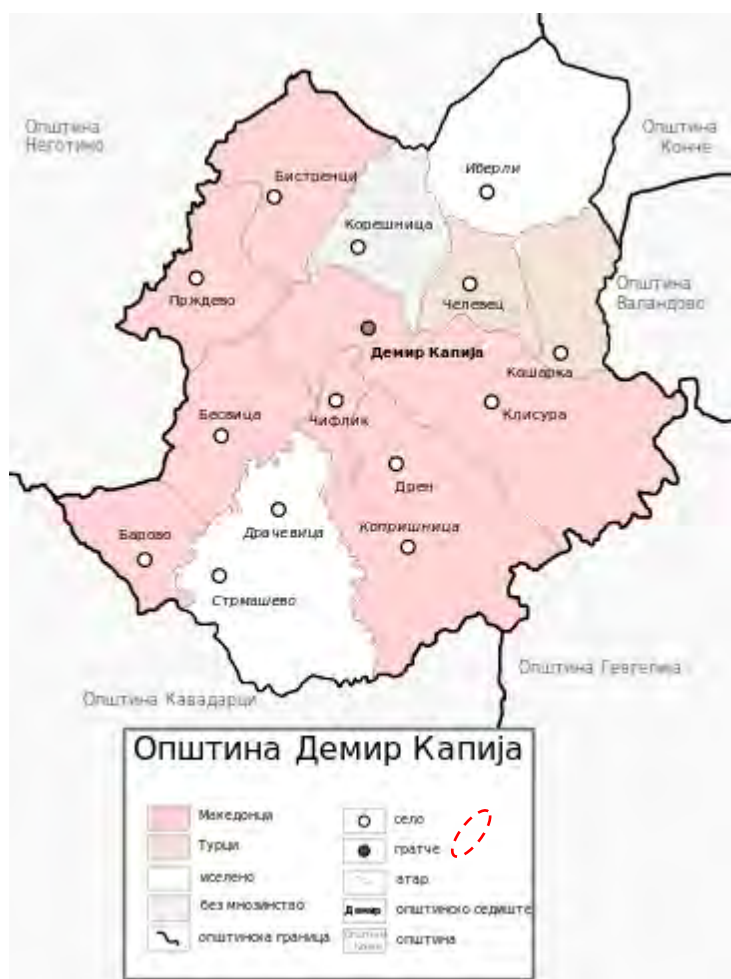 Општина
Неготино
Општина
Конче
Иберли
Бистренци
Корешница
Општина
Валандово
Прждево
Челевец
Демир Капија
Кошарка
Бесвица
Чифлик
Клисура
Дрен
Драчевица
Копришница
Барово
Стрмашево
Општина Гевгелија
Општина Кавадарци
Општина Демир Капија
Македонци
село
Турци
гратче
иселено
атар
без мнозинство
Демир
општинско седиште
општинска граница
општина